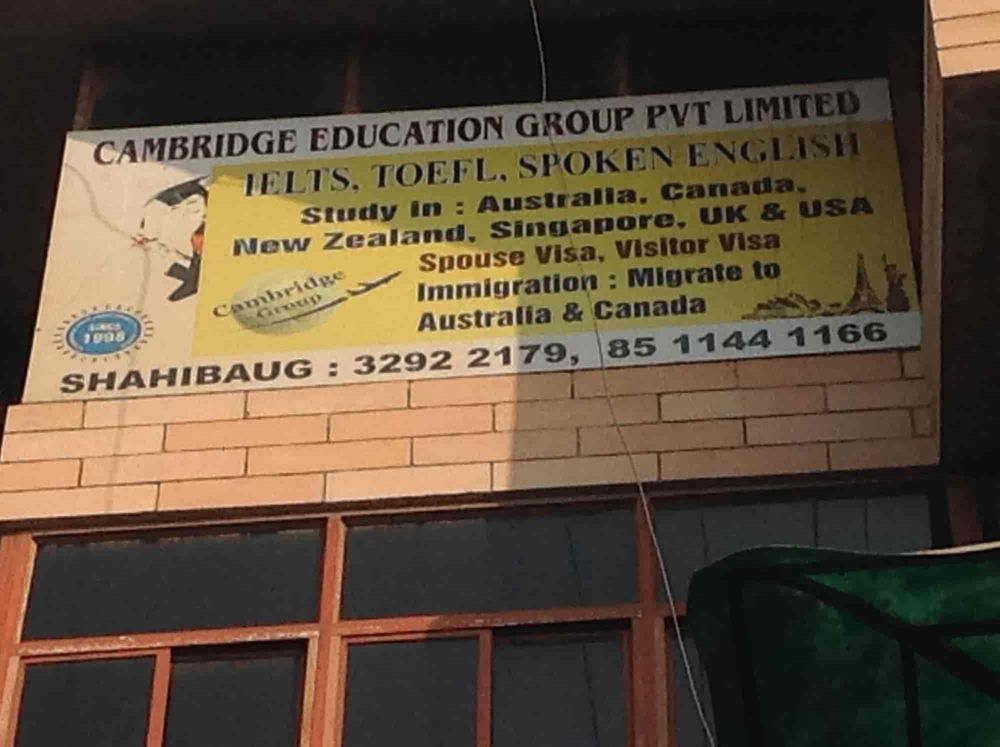 CAMBRIDGE EDUCATION GROUP PVT LIMITED
IELTS, TOEFL, SPOKEN ENGLISH
Study in : Australia, Canada,
New Zealand, Singapore, UK & USA
Spouse Visa, Visitor Visa
Immigration : Migrate to
Australia & Canada
Cambridge
Group
SINCE
1998
SHAHIBAUG : 3292 2179, 85 1144 1166